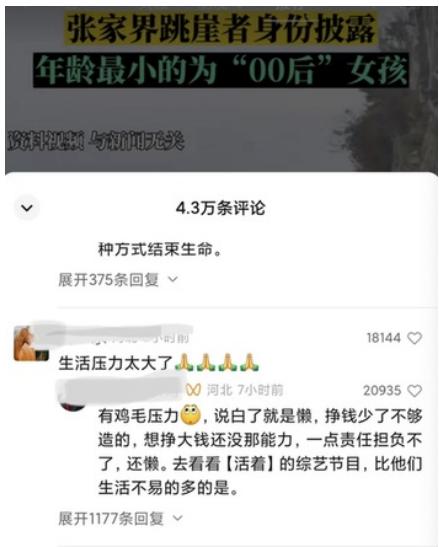 张家界跳崖者身份披露
年龄最小的为“00后”女孩
资料视频 与新闻无关
4.3万条评论
种方式结束生命。
展开375条回复
河北 7小时前
18144
生活压力太大了🙏🙏🙏🙏
河北 7小时前
20935
有鸡毛压力🤔，说白了就是懒，挣钱少了不够
造的，想挣大钱还没那能力，一点责任担负不
了，还懒。去看看【活着】的综艺节目，比他们
生活不易的多的是。
展开1177条回复